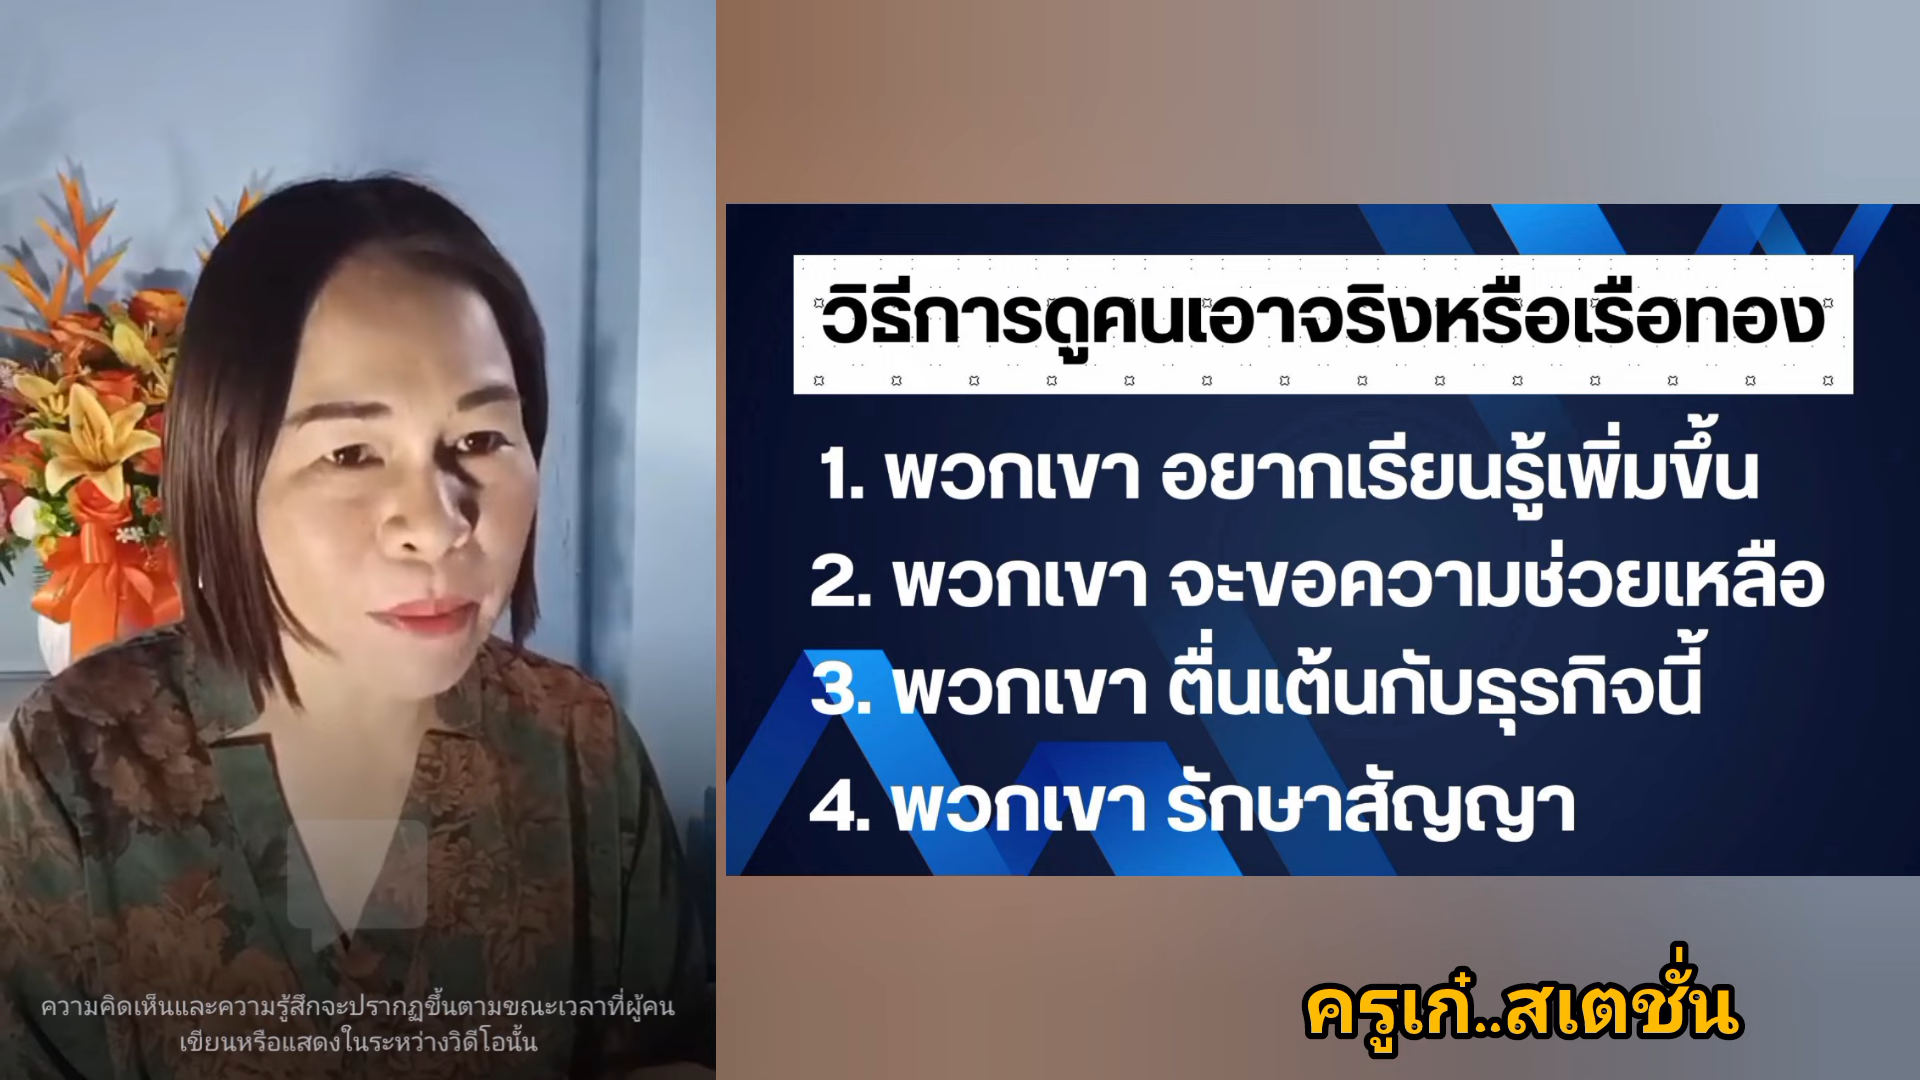 วิธีการดูคนเอาจริงหรือเรือทอง
1. พวกเขา อยากเรียนรู้เพิ่มขึ้น
2. พวกเขา จะขอความช่วยเหลือ
3. พวกเขา ตื่นเต้นกับธุรกิจนี้
4. พวกเขา รักษาสัญญา
ความคิดเห็นและความรู้สึกจะปรากฏขึ้นตามขณะเวลาที่ผู้คน
เขียนหรือแสดงในระหว่างวิดีโอนั้น
ครูเก๋..สเตชั่น